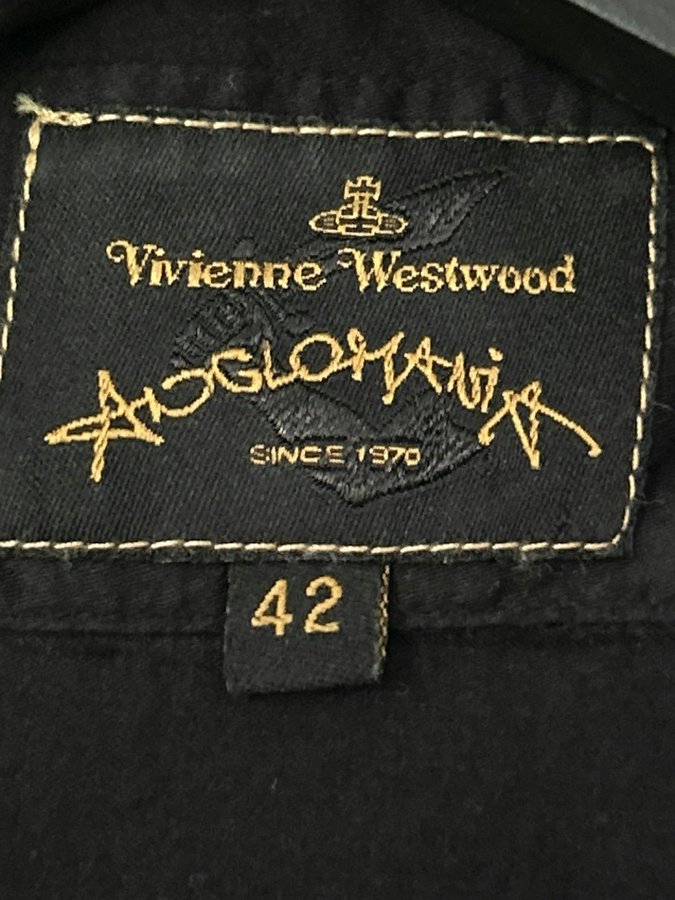 Vivienne Westwood
ANGLOMANiA
SINCE 1970
42